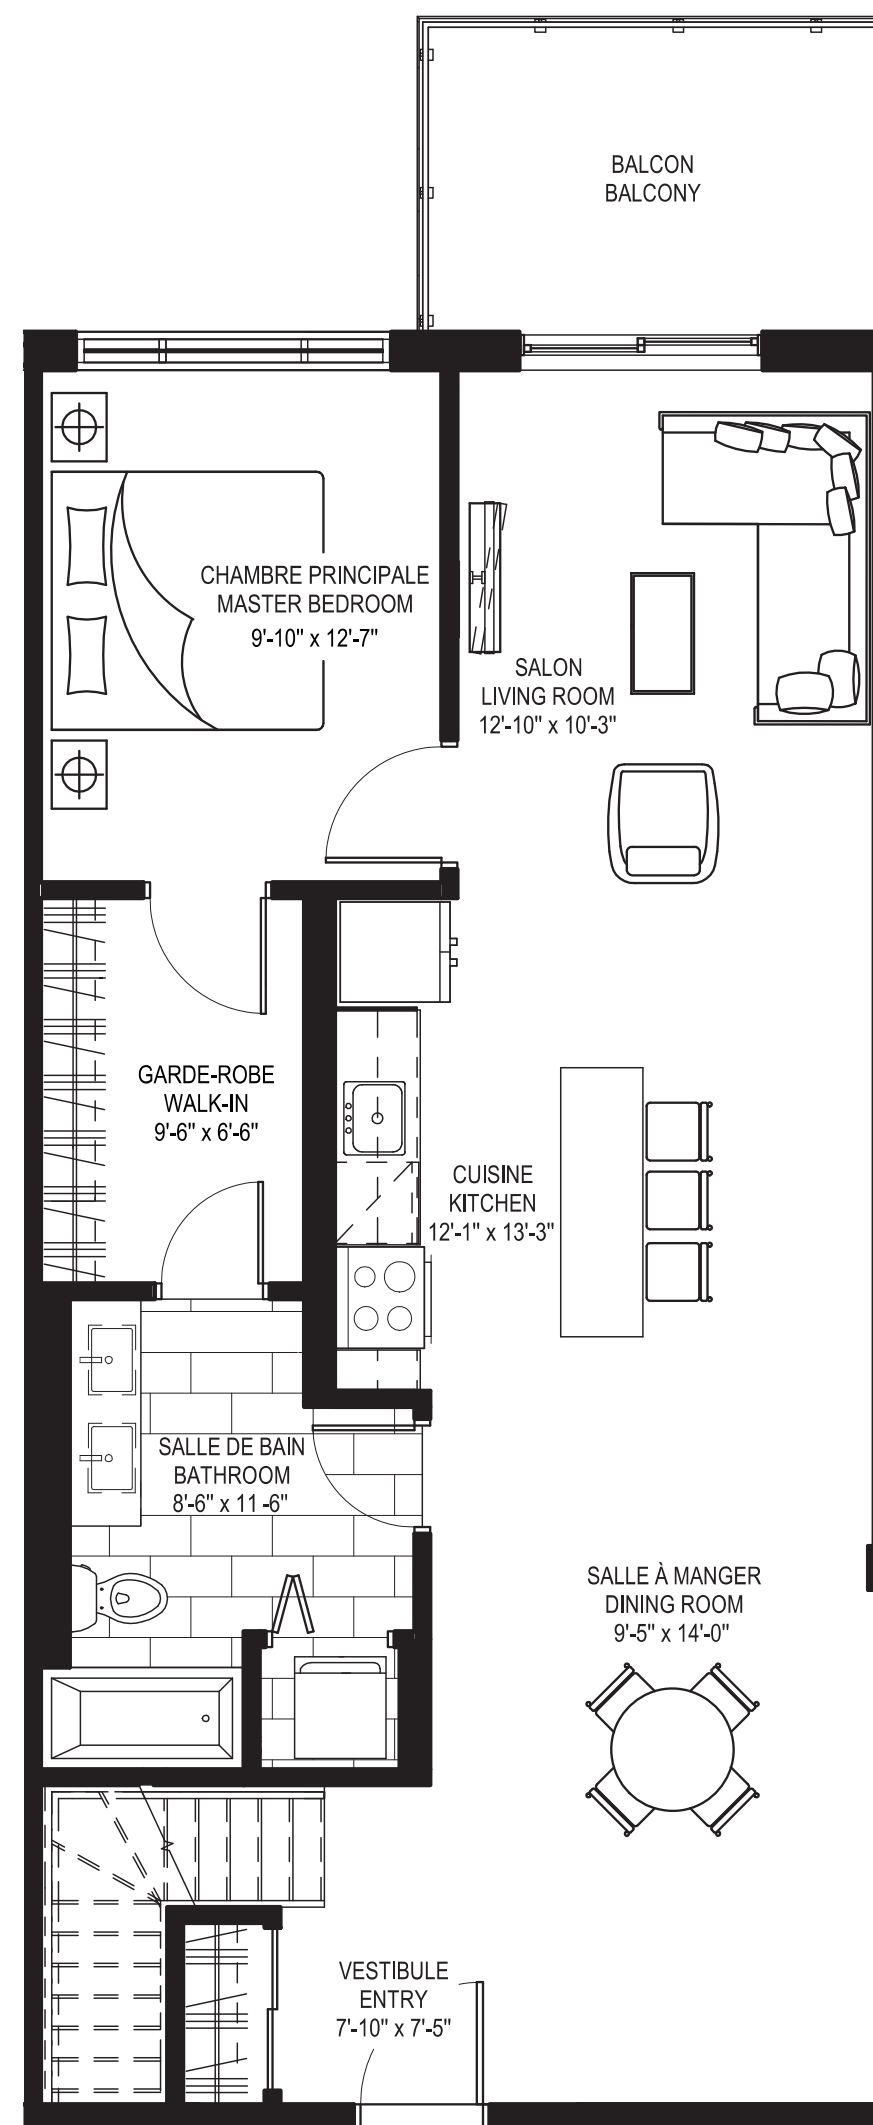 BALCON
BALCONY
CHAMBRE PRINCIPALE
MASTER BEDROOM
9'-10" x 12'-7"
SALON
LIVING ROOM
12'-10" x 10'-3"
GARDE-ROBE
WALK-IN
9'-6" x 6'-6"
CUISINE
KITCHEN
12'-1" x 13'-3"
SALLE DE BAIN
BATHROOM
8'-6" x 11 -6"
SALLE À MANGER
DINING ROOM
9'-5" x 14'-0"
VESTIBULE
ENTRY
7'-10" x 7'-5"